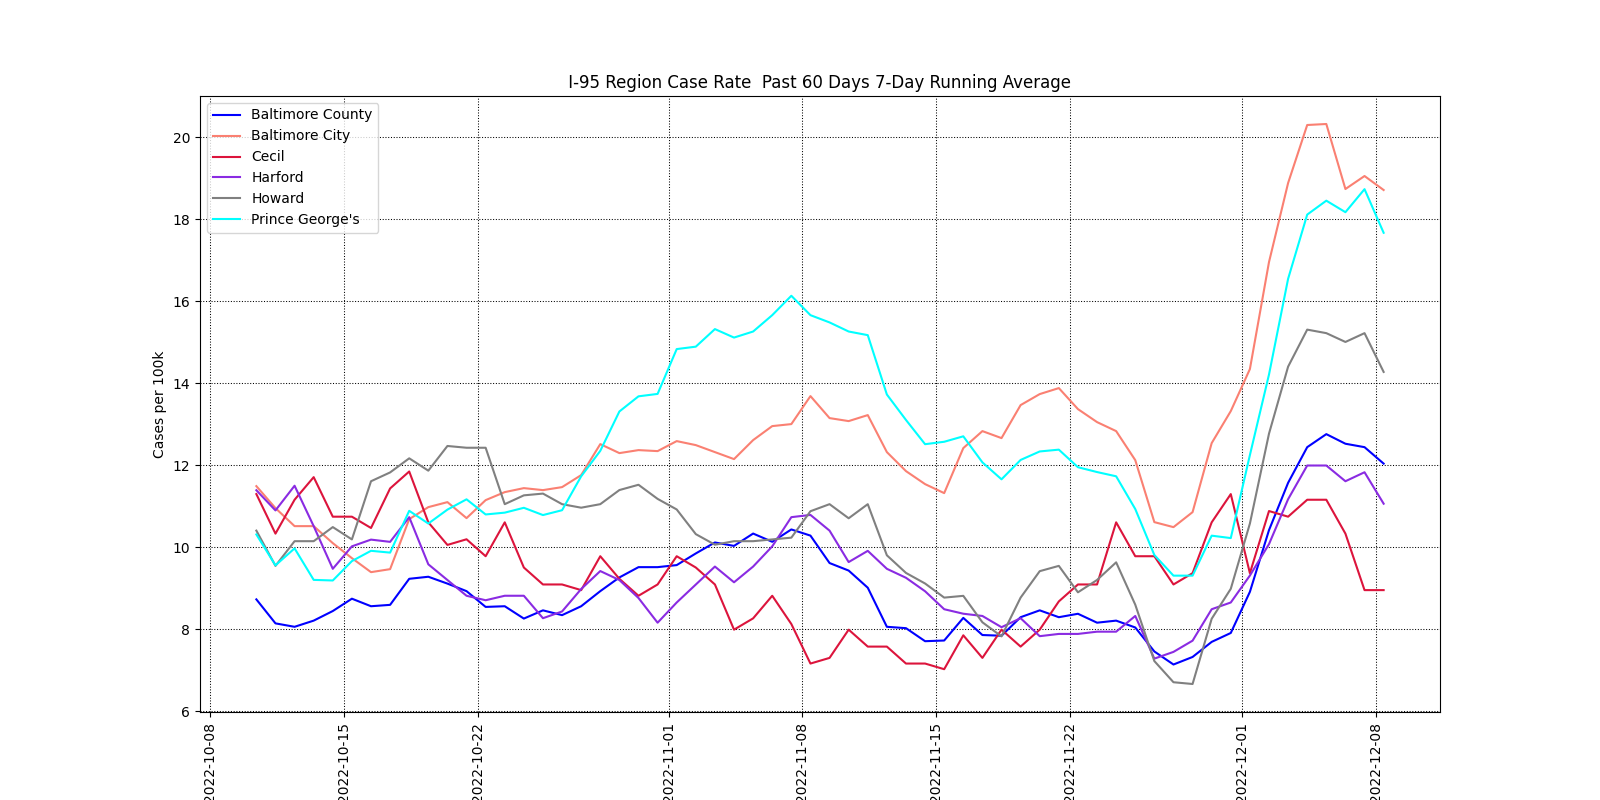 I-95 Region Case Rate  Past 60 Days 7-Day Running Average
Baltimore County
Baltimore City
Cecil
Harford
Howard
Prince George's
Cases per 100k
20
18
16
14
12
10
8
6
2022-10-08
2022-10-15
2022-10-22
2022-11-01
2022-11-08
2022-11-15
2022-11-22
2022-12-01
2022-12-08